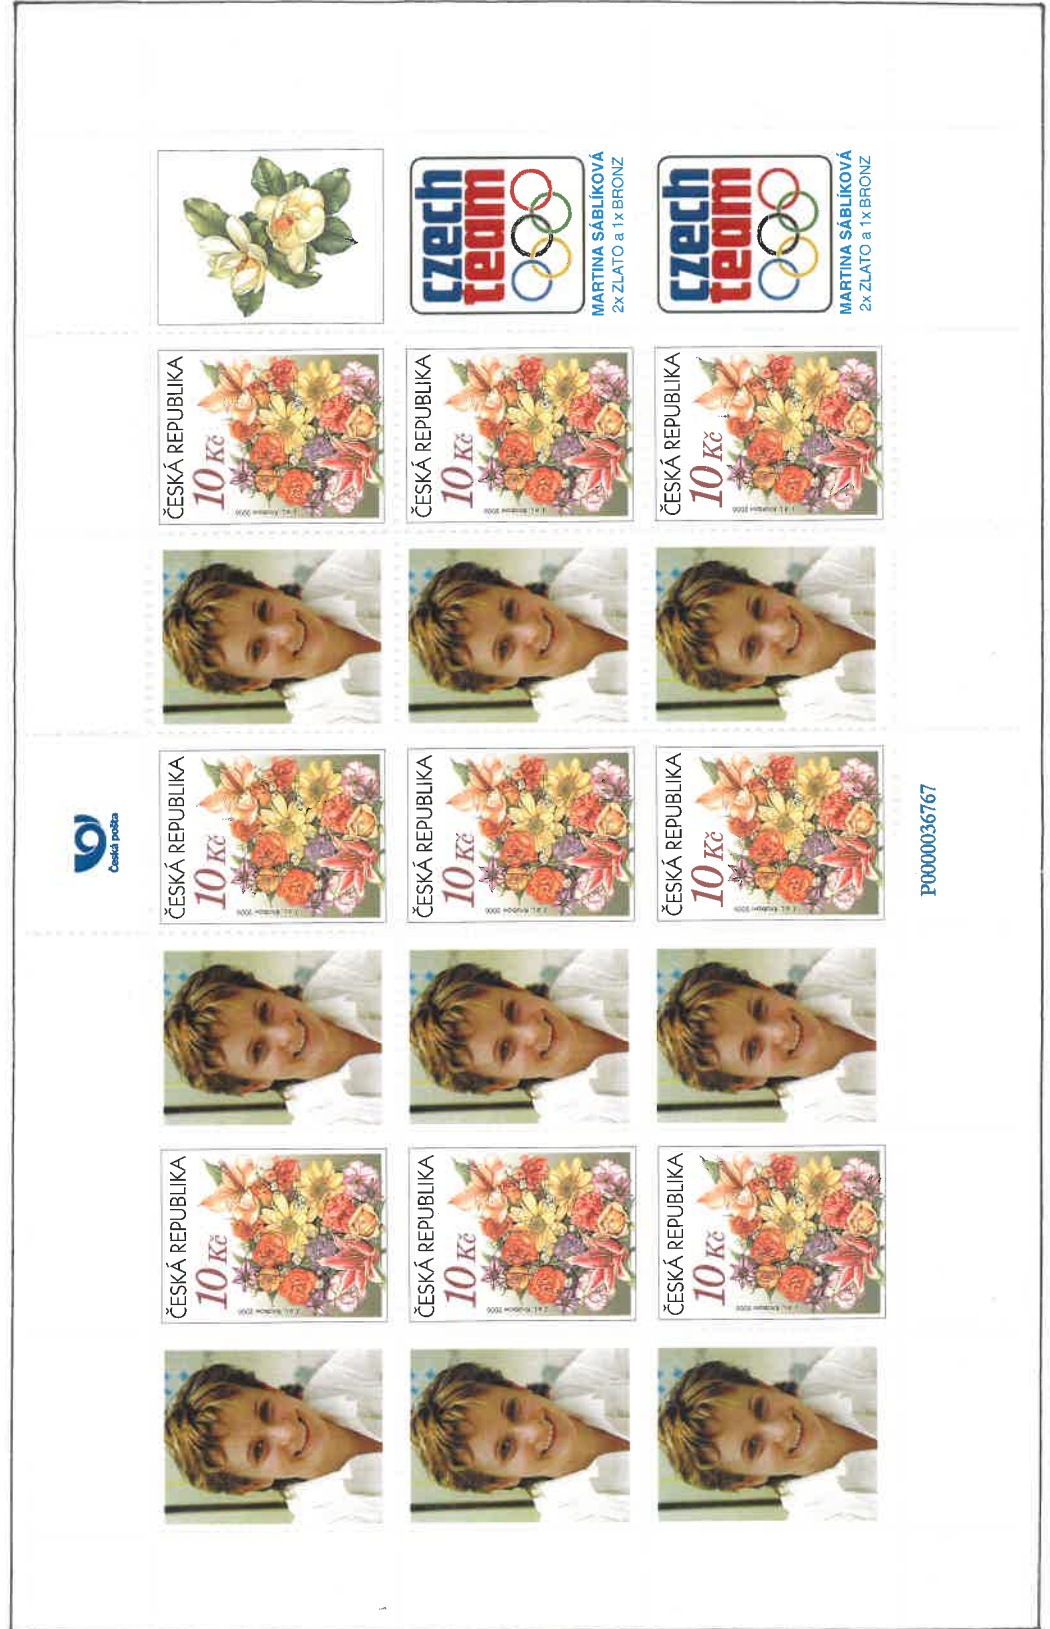 Česká pošta
ČESKÁ REPUBLIKA
10 Kč
ČESKÁ REPUBLIKA
10 Kč
ČESKÁ REPUBLIKA
10 Kč
ČESKÁ REPUBLIKA
10 Kč
ČESKÁ REPUBLIKA
10 Kč
ČESKÁ REPUBLIKA
10 Kč
czech
team
MARTINA SÁBLÍKOVÁ
2x ZLATO a 1x BRONZ
ČESKÁ REPUBLIKA
10 Kč
ČESKÁ REPUBLIKA
10 Kč
ČESKÁ REPUBLIKA
10 Kč
czech
team
MARTINA SÁBLÍKOVÁ
2x ZLATO a 1x BRONZ
P0000036767